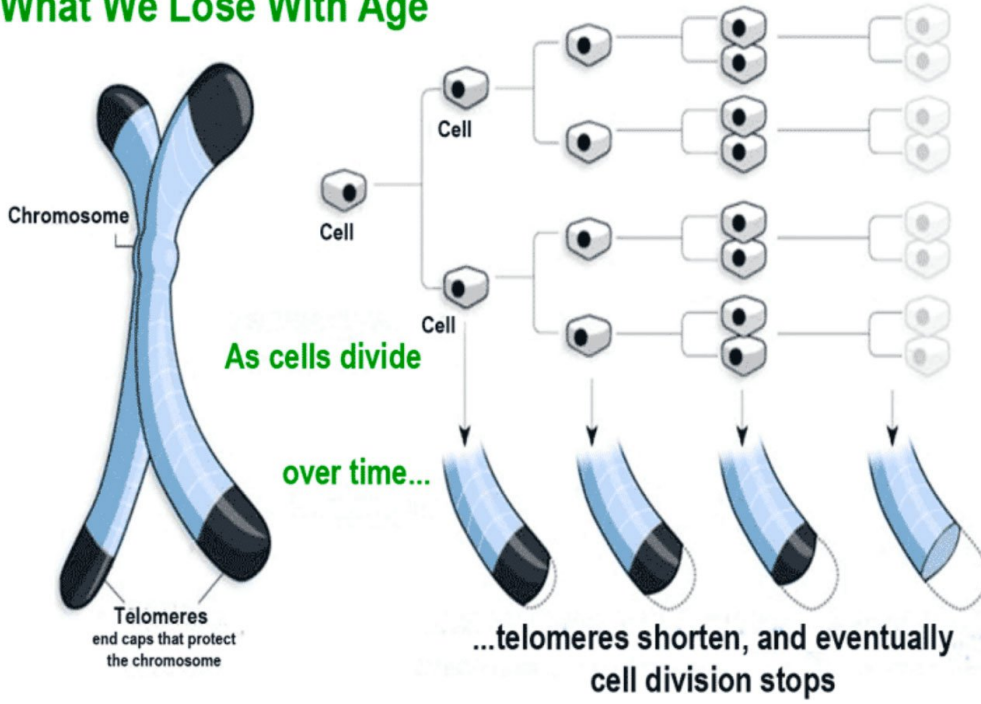 What We Lose With Age
Cell
Chromosome
Cell
Cell
As cells divide
over time...
Telomeres
end caps that protect
the chromosome
...telomeres shorten, and eventually
cell division stops